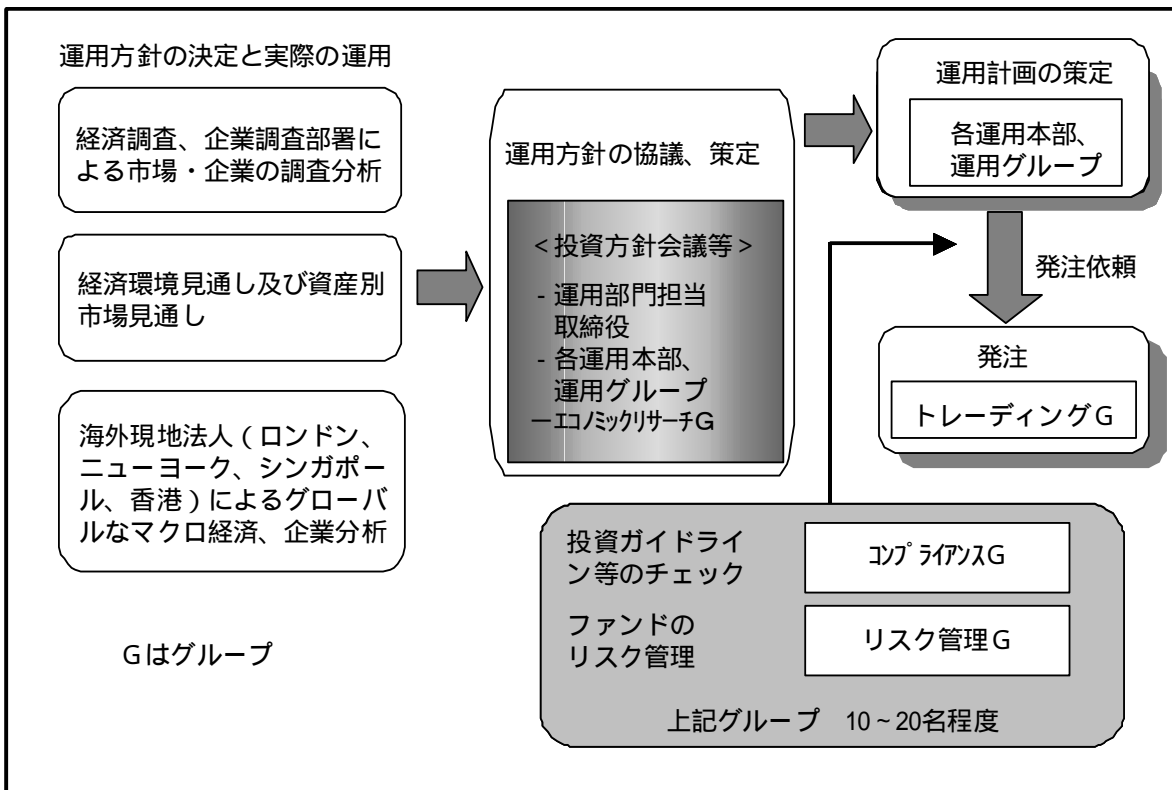 運用方針の決定と実際の運用
経済調査、企業調査部署に
よる市場・企業の調査分析
経済環境見通し及び資産別
市場見通し
海外現地法人（ロンドン、
ニューヨーク、シンガポー
ル、香港）によるグローバ
ルなマクロ経済、企業分析
Gはグループ
運用方針の協議、策定
＜投資方針会議等＞
- 運用部門担当
取締役
- 各運用本部、
運用グループ
ーｴｺﾉﾐｯｸﾘｻｰﾁG
運用計画の策定
各運用本部、
運用グループ
発注依頼
発注
トレーディングG
投資ガイドライ
ン等のチェック
ｺﾝﾌﾟﾗｲｱﾝｽG
ファンドの
リスク管理
リスク管理G
上記グループ　10～20名程度